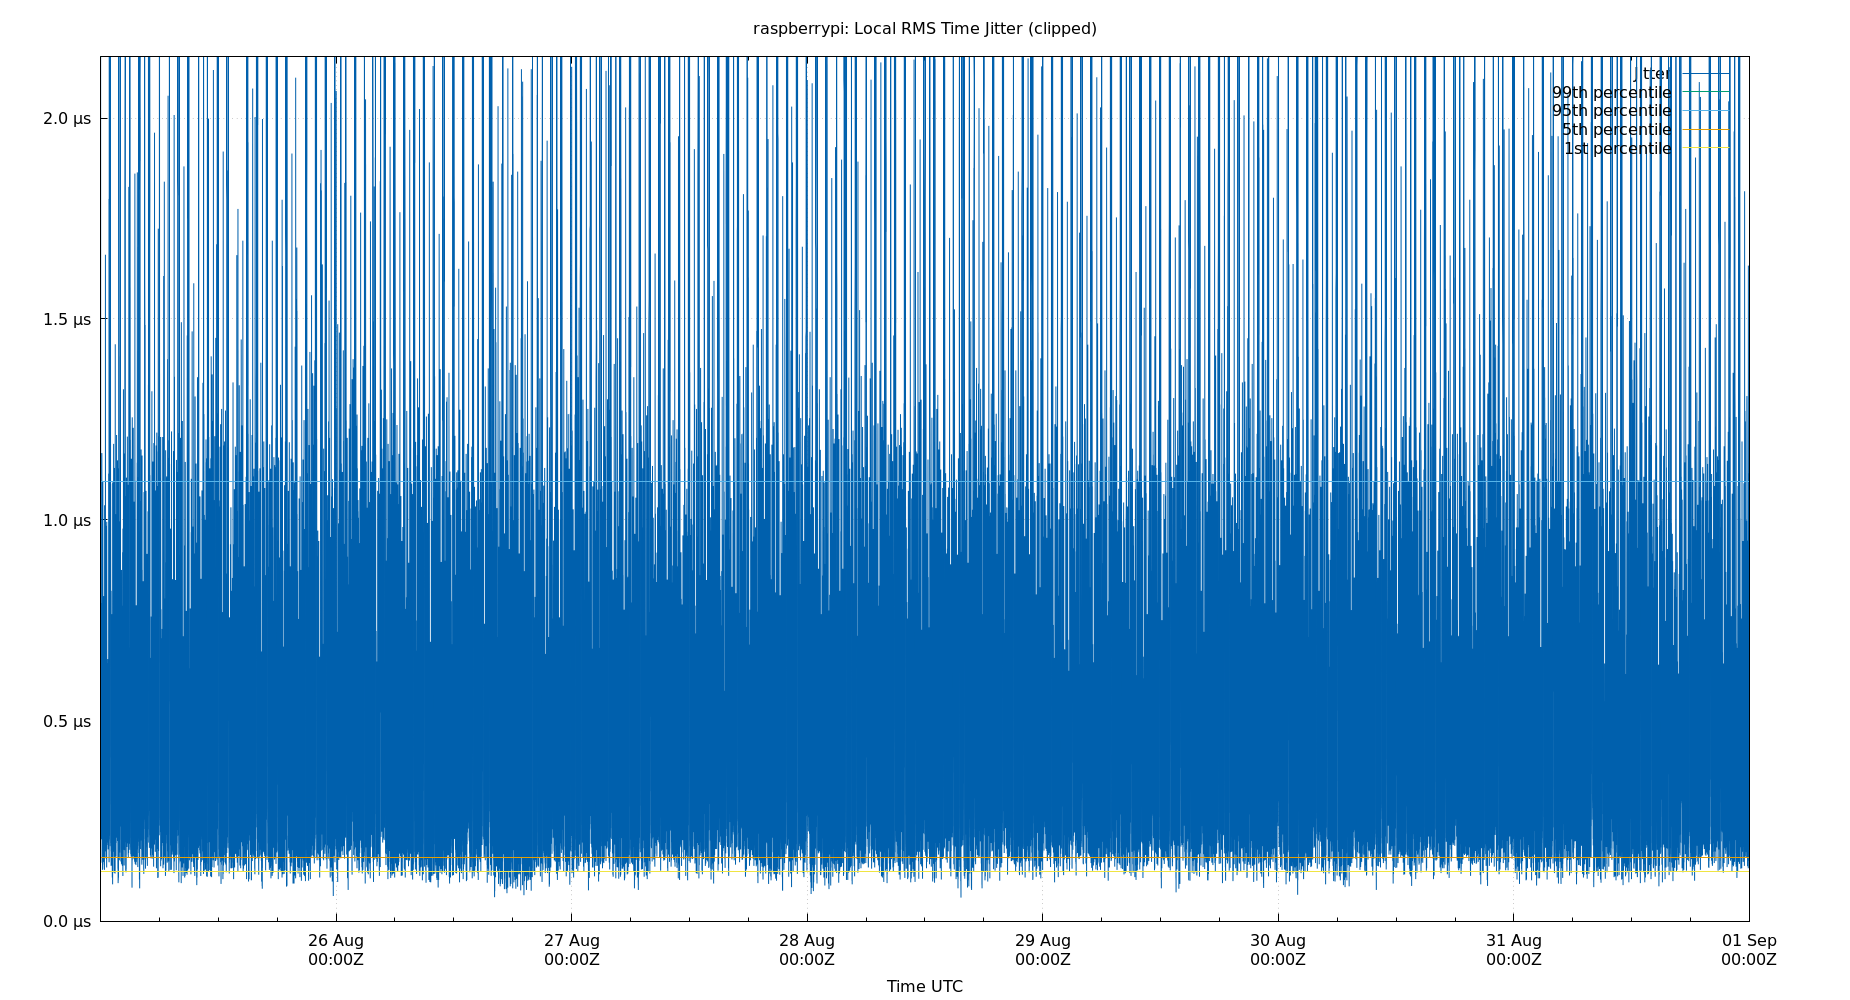 raspberrypi: Local RMS Time Jitter (clipped)
jitter
99th percentile
95th percentile
5th percentile
1st percentile
2.0 µs
1.5 µs
1.0 µs
0.5 µs
0.0 µs
26 Aug 27 Aug 28 Aug 29 Aug 30 Aug 31 Aug 01 Sep
00:00Z 00:00Z 00:00Z 00:00Z 00:00Z 00:00Z 00:00Z
Time UTC